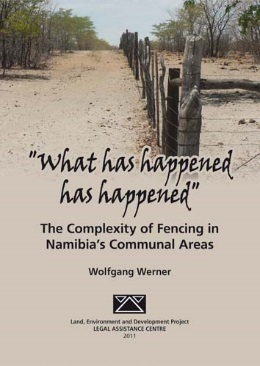 "What has happened
has happened"
The Complexity of Fencing in
Namibia's Communal Areas
Wolfgang Werner
Land, Environment and Development Project
LEGAL ASSISTANCE CENTRE
2011